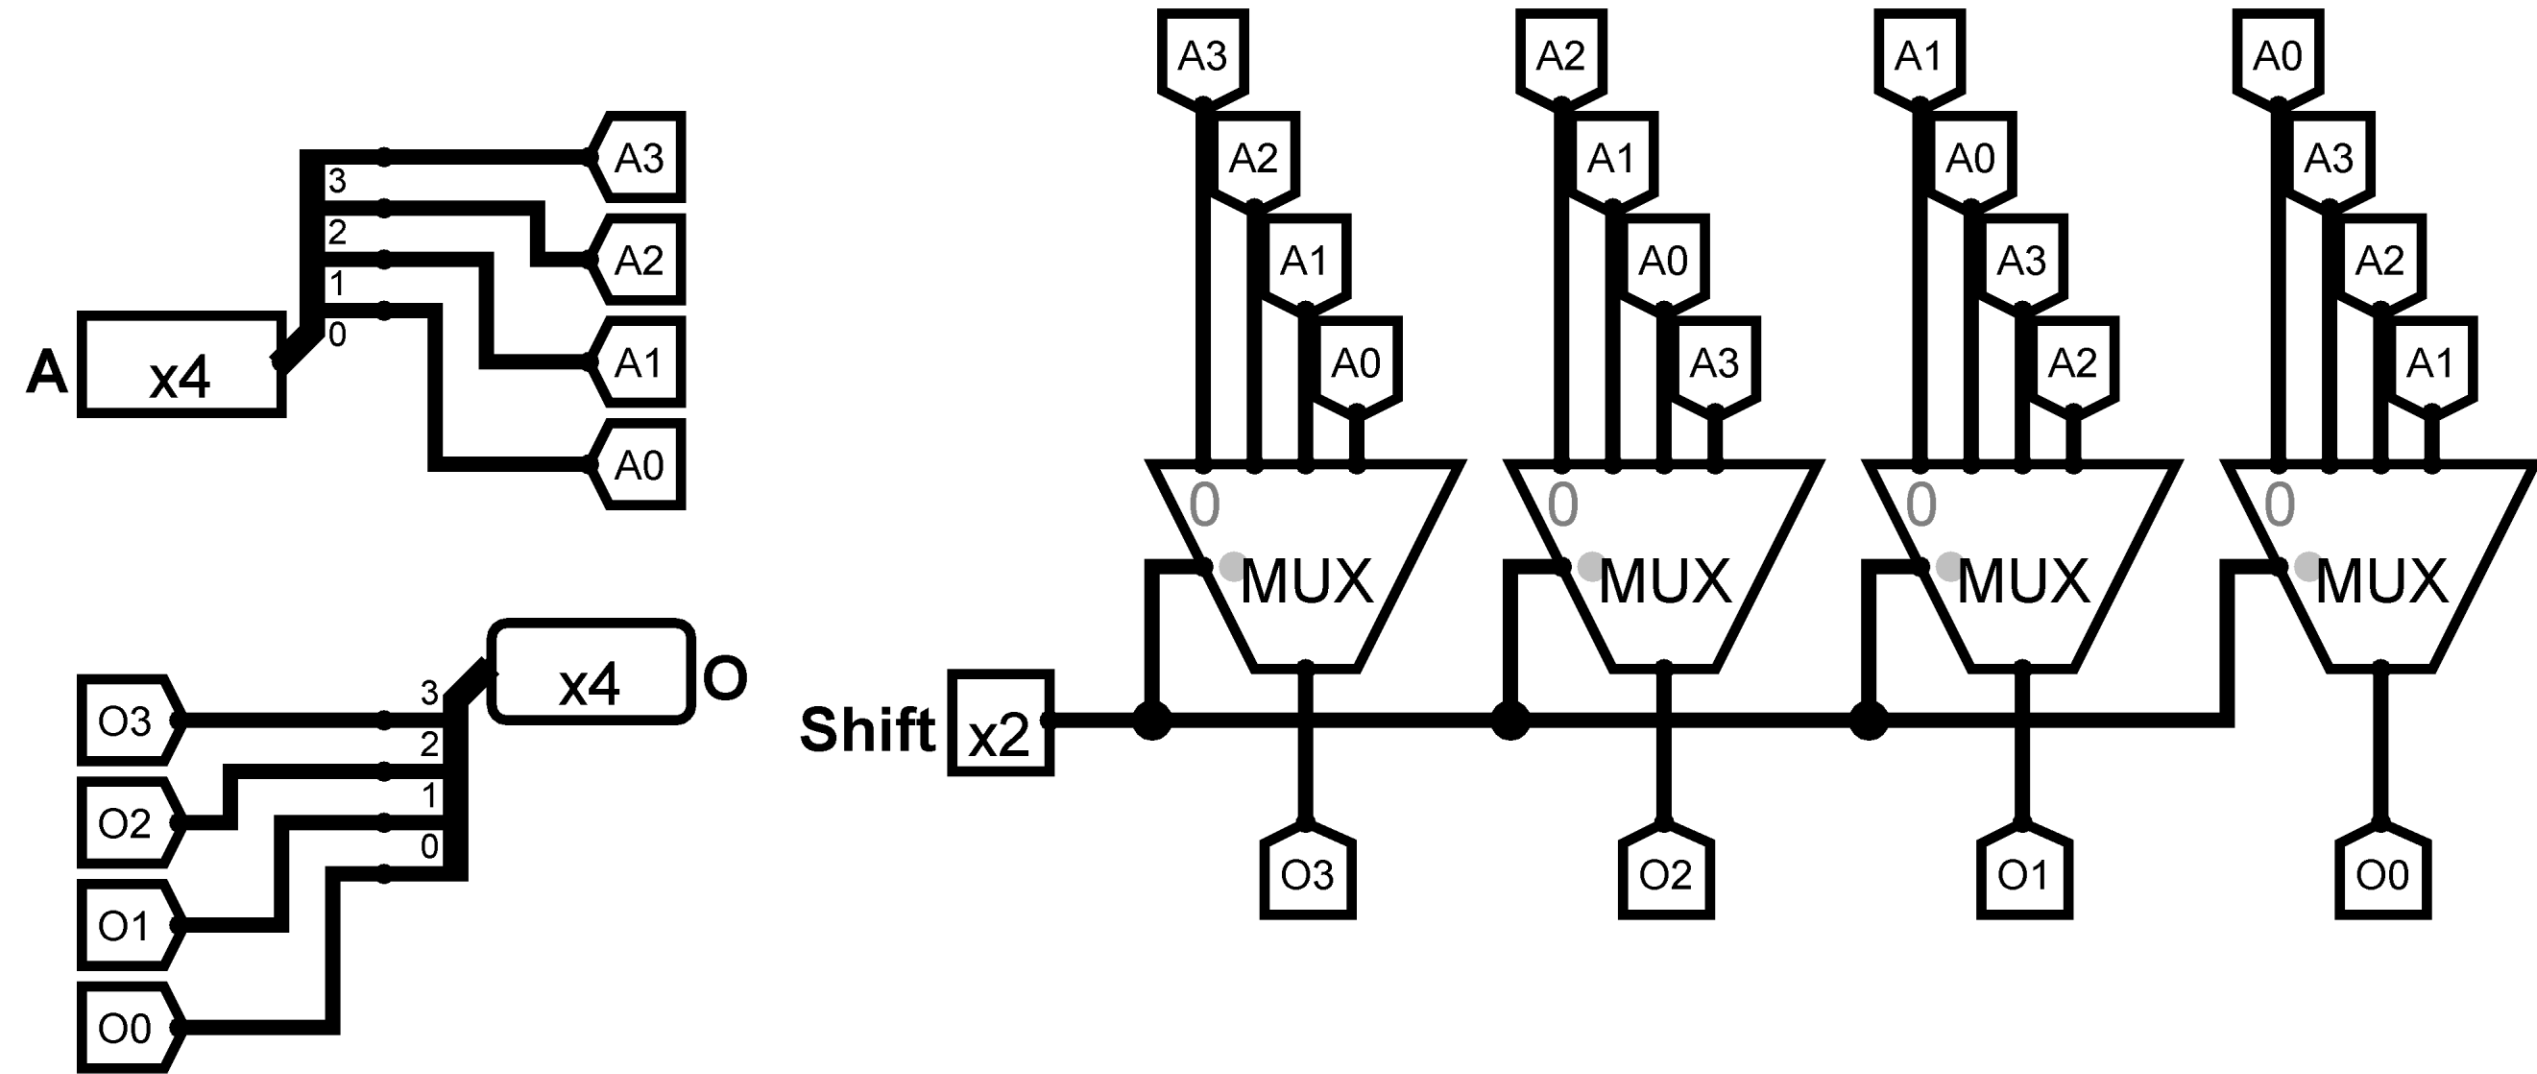 A3 A2 A1 A0
A2 A1 A0 A3
A1 A0 A3 A2
A0 A3 A2 A1
A x4
3 A3
2 A2
1 A1
0 A0
0 MUX
0 MUX
0 MUX
0 MUX
x4 O
O3 3
O2 2
O1 1
O0 0
Shift x2
O3 O2 O1 O0